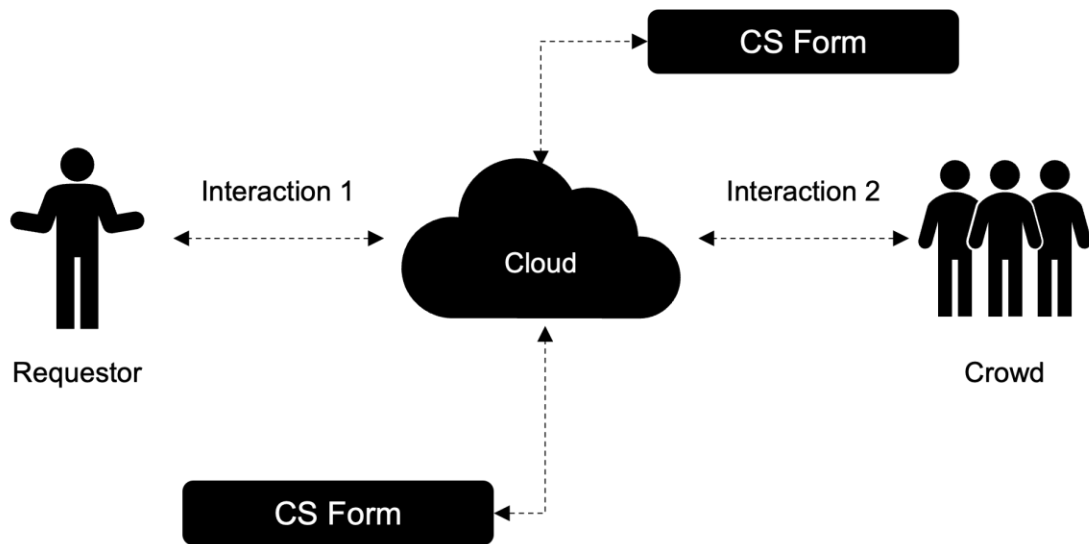 CS Form
Interaction 1
Interaction 2
Cloud
Requestor
Crowd
CS Form